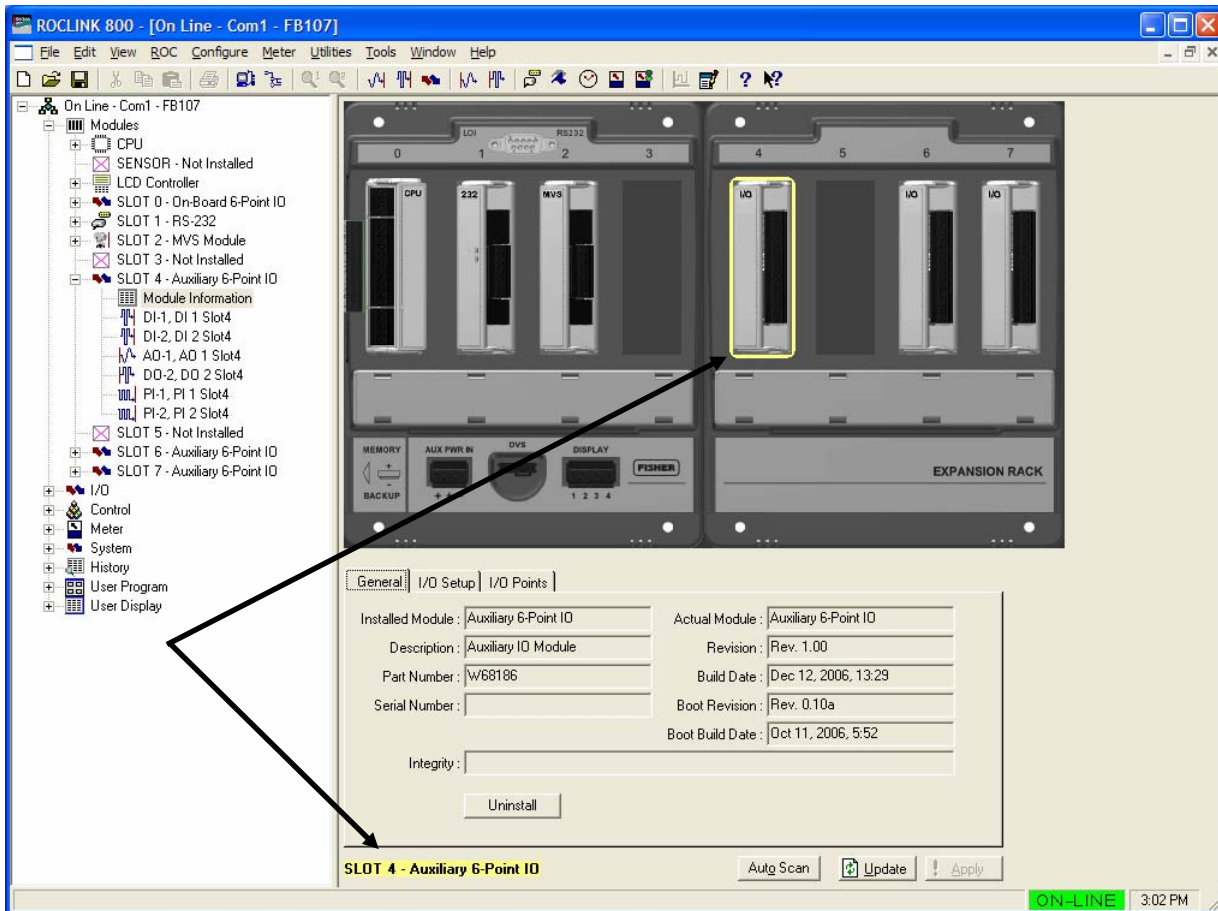 ROCLINK 800 - [On Line - Com1 - FB107]
File Edit View ROC Configure Meter Utilities Tools Window Help
On Line - Com1 - FB107
Modules
CPU
SENSOR - Not Installed
LCD Controller
SLOT 0 - On-Board 6-Point IO
SLOT 1 - RS-232
SLOT 2 - MVS Module
SLOT 3 - Not Installed
SLOT 4 - Auxiliary 6-Point IO
Module Information
DI-1, DI 1 Slot4
DI-2, DI 2 Slot4
AO-1, AO 1 Slot4
DO-2, DO 2 Slot4
PI-1, PI 1 Slot4
PI-2, PI 2 Slot4
SLOT 5 - Not Installed
SLOT 6 - Auxiliary 6-Point IO
SLOT 7 - Auxiliary 6-Point IO
I/O
Control
Meter
System
History
User Program
User Display
LOI RS232
0 1 2 3 4 5 6 7
CPU 232 MVS I/O I/O I/O
MEMORY AUX PWR IN DVS DISPLAY
FISHER
BACKUP 1 2 3 4
EXPANSION RACK
General I/O Setup I/O Points
Installed Module : Auxiliary 6-Point IO Actual Module : Auxiliary 6-Point IO
Description : Auxiliary IO Module Revision : Rev. 1.00
Part Number : W68186 Build Date : Dec 12, 2006, 13:29
Serial Number : Boot Revision : Rev. 0.10a
Boot Build Date : Oct 11, 2006, 5:52
Integrity :
Uninstall
SLOT 4 - Auxiliary 6-Point IO Auto Scan Update ! Apply
ON-LINE 3:02 PM